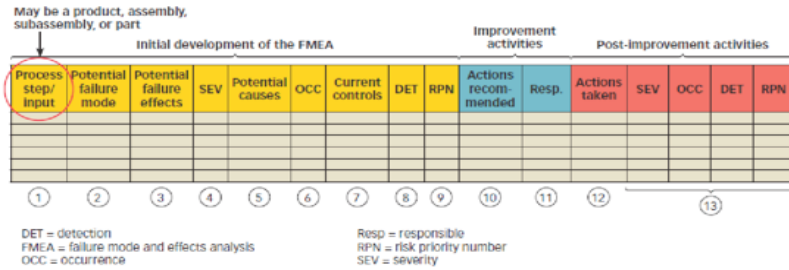 May be a product, assembly,
subassembly, or part
Initial development of the FMEA
Improvement
activities
Post-improvement activities
Process
step/
input
Potential
failure
mode
Potential
failure
effects
SEV
Potential
causes
OCC
Current
controls
DET
RPN
Actions
recom-
mended
Resp.
Actions
taken
SEV
OCC
DET
RPN
1
2
3
4
5
6
7
8
9
10
11
12
13
DET = detection
FMEA = failure mode and effects analysis
OCC = occurrence
Resp = responsible
RPN = risk priority number
SEV = severity